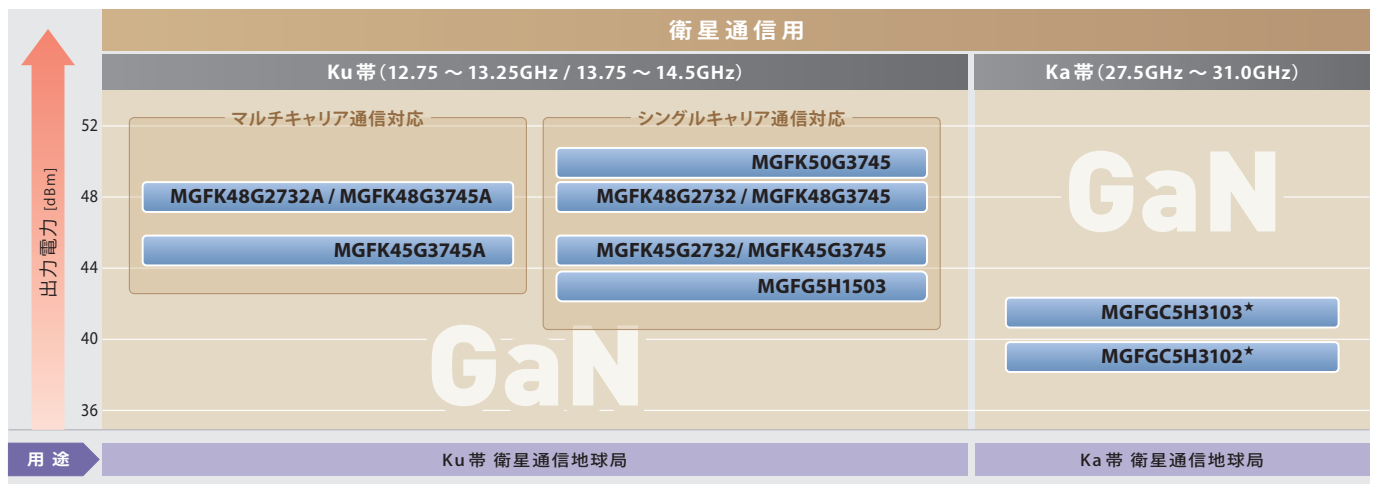 衛星通信用
Ku帯(12.75 ～ 13.25GHz / 13.75 ～ 14.5GHz)
Ka帯(27.5GHz ～ 31.0GHz)
出力電力 [dBm]
52
48
44
40
36
マルチキャリア通信対応
MGFK48G2732A / MGFK48G3745A
MGFK45G3745A
シングルキャリア通信対応
MGFK50G3745
MGFK48G2732 / MGFK48G3745
MGFK45G2732/ MGFK45G3745
MGFG5H1503
GaN
GaN
MGFGC5H3103★
MGFGC5H3102★
用途
Ku帯 衛星通信地球局
Ka帯 衛星通信地球局